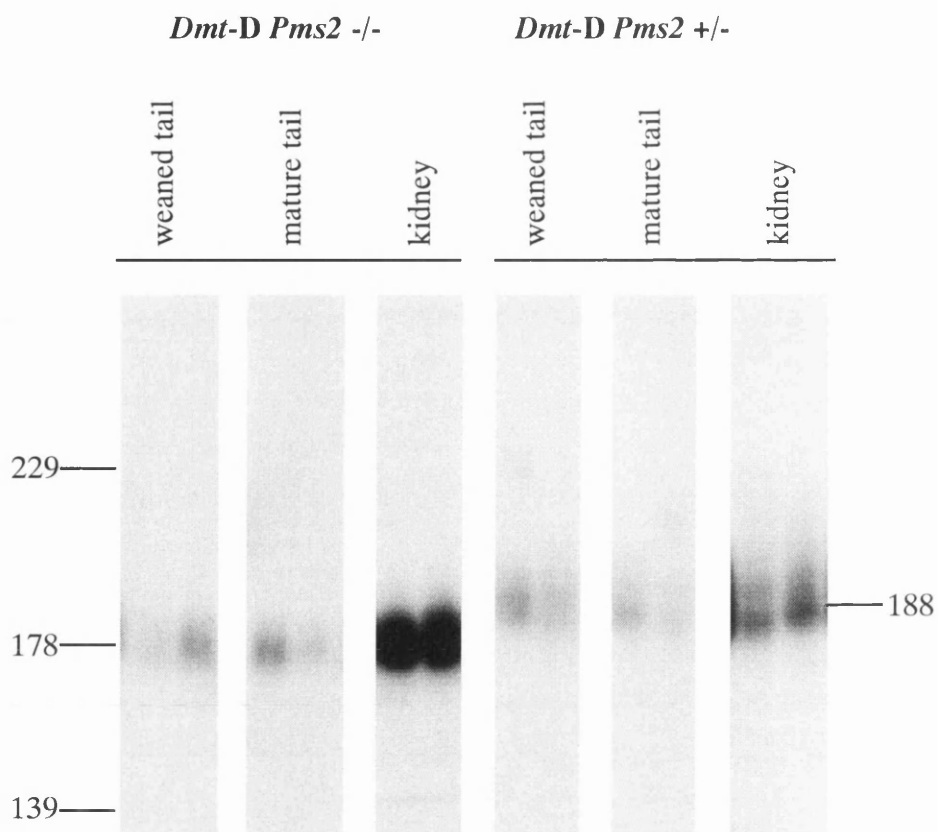 Dmt-D Pms2 -/-
Dmt-D Pms2 +/-
weaned tail
mature tail
kidney
weaned tail
mature tail
kidney
229
178
139
188